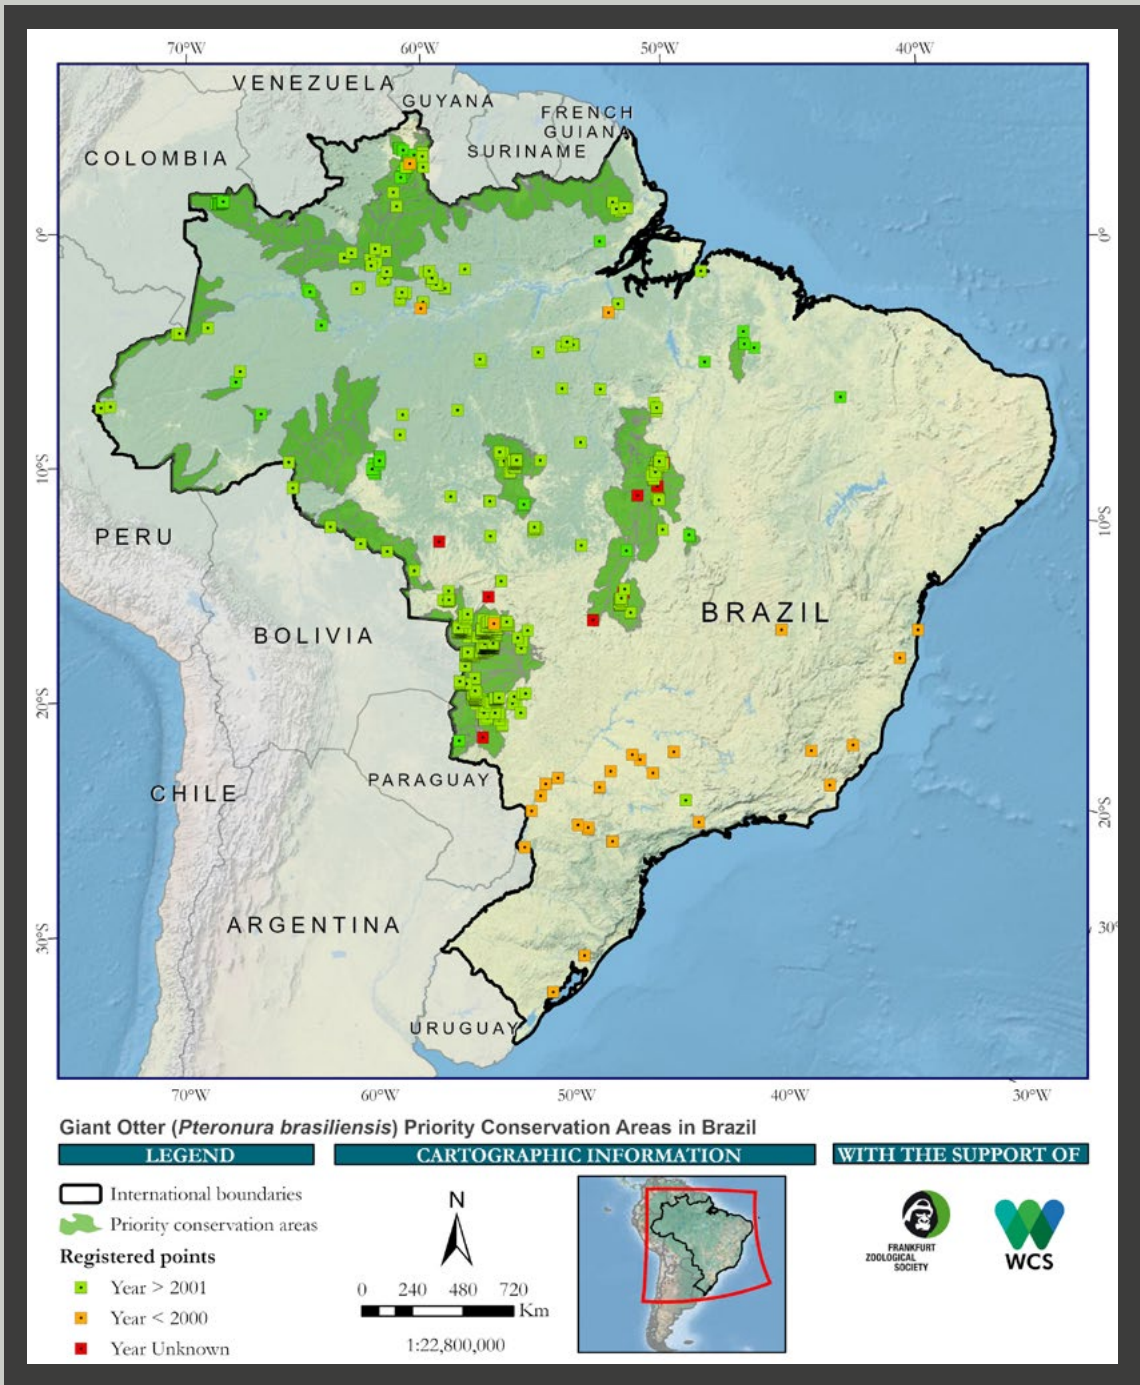 70°W 60°W 50°W 40°W
VENEZUELA
GUYANA
FRENCH
GUIANA
SURINAME
COLOMBIA
0°
0°
10°S
10°S
PERU
BRAZIL
BOLIVIA
20°S
20°S
PARAGUAY
CHILE
ARGENTINA
30°S
30°
URUGUAY
70°W 60°W 50°W 40°W 30°W
Giant Otter (Pteronura brasiliensis) Priority Conservation Areas in Brazil
LEGEND
International boundaries
Priority conservation areas
Registered points
Year > 2001
Year < 2000
Year Unknown
CARTOGRAPHIC INFORMATION
N
0 240 480 720
Km
1:22,800,000
WITH THE SUPPORT OF
FRANKFURT
ZOOLOGICAL
SOCIETY
WCS